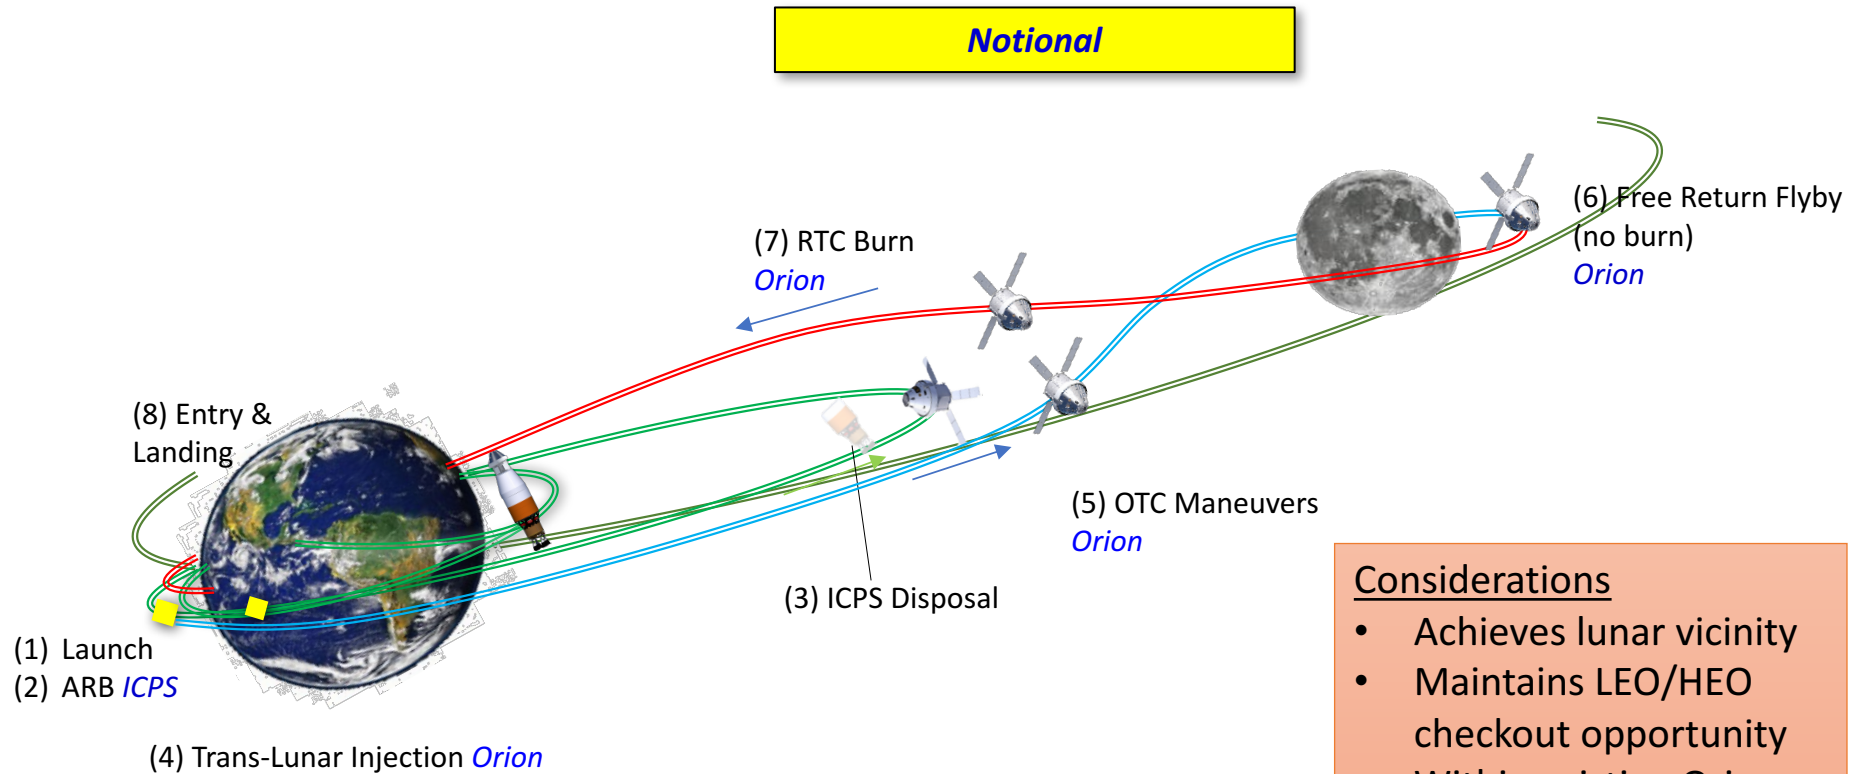 Notional
(6) Free Return Flyby
(no burn)
Orion
(7) RTC Burn
Orion
(8) Entry &
Landing
(5) OTC Maneuvers
Orion
(3) ICPS Disposal
(1) Launch
(2) ARB ICPS
(4) Trans-Lunar Injection Orion
Considerations
• Achieves lunar vicinity
• Maintains LEO/HEO
checkout opportunity